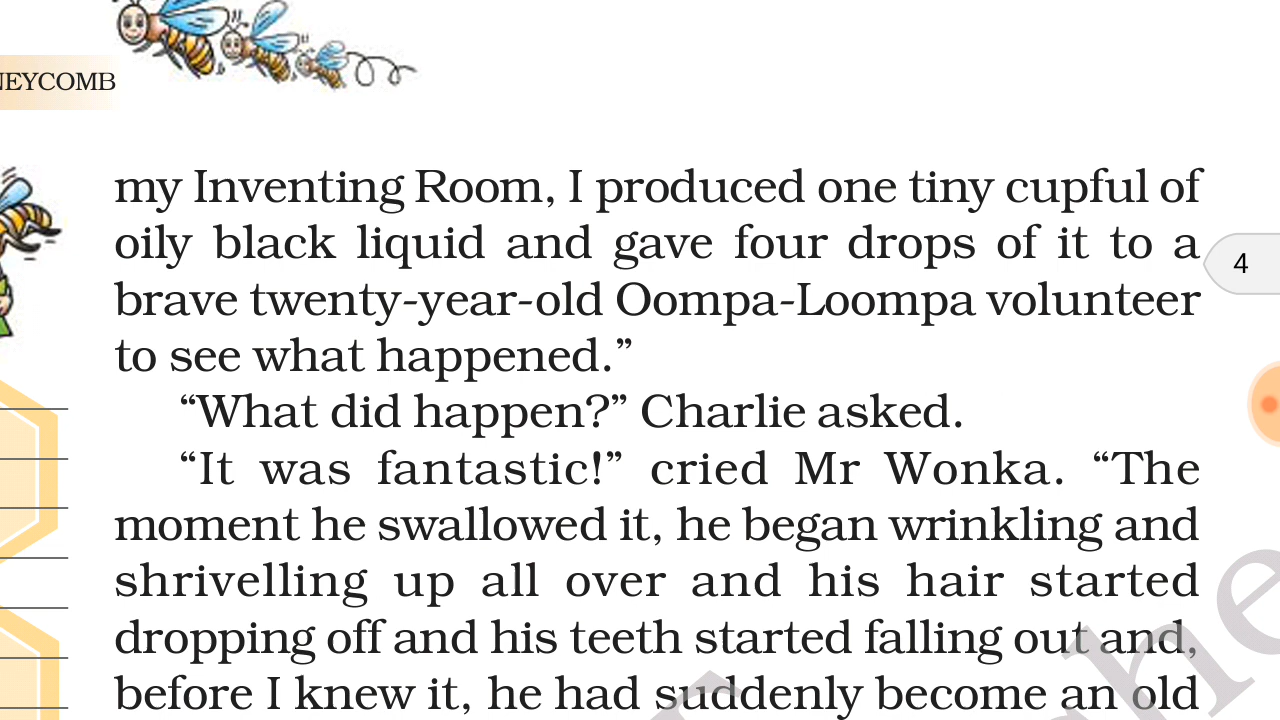 NEYCOMB
my Inventing Room, I produced one tiny cupful of
oily black liquid and gave four drops of it to a
brave twenty-year-old Oompa-Loompa volunteer
to see what happened.”
“What did happen?” Charlie asked.
“It was fantastic!” cried Mr Wonka. “The
moment he swallowed it, he began wrinkling and
shrivelling up all over and his hair started
dropping off and his teeth started falling out and,
before I knew it, he had suddenly become an old
4
he